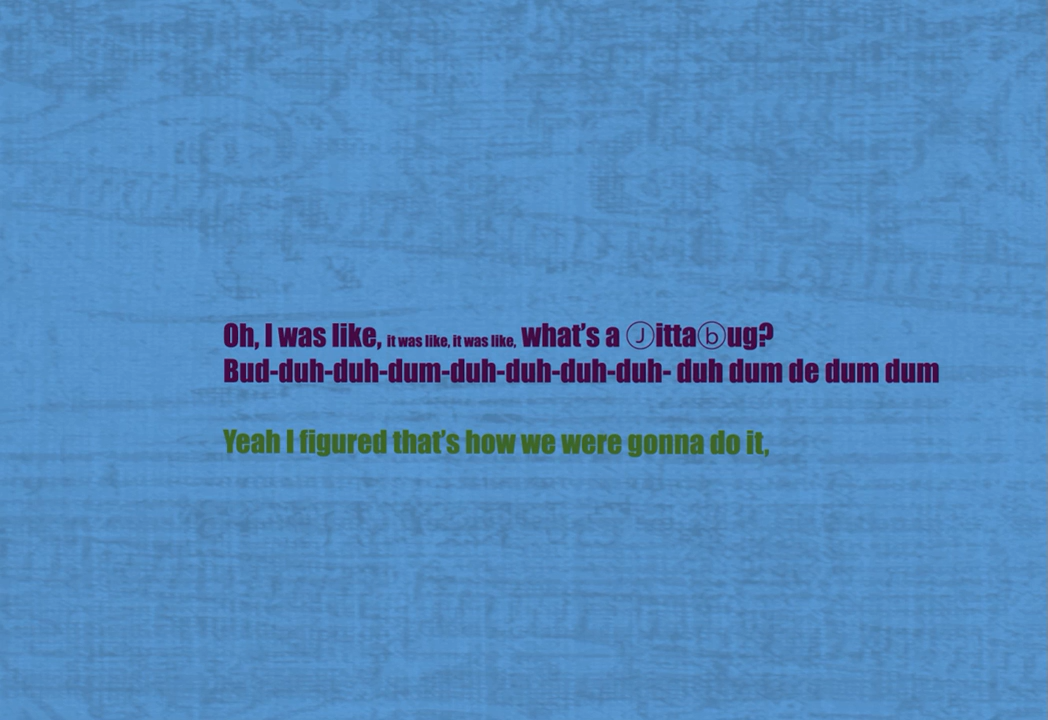 Oh, I was like, it was like, it was like, what's a Ⓙittaⓑug?
Bud-duh-duh-dum-duh-duh-duh-duh- duh dum de dum dum
Yeah I figured that's how we were gonna do it,